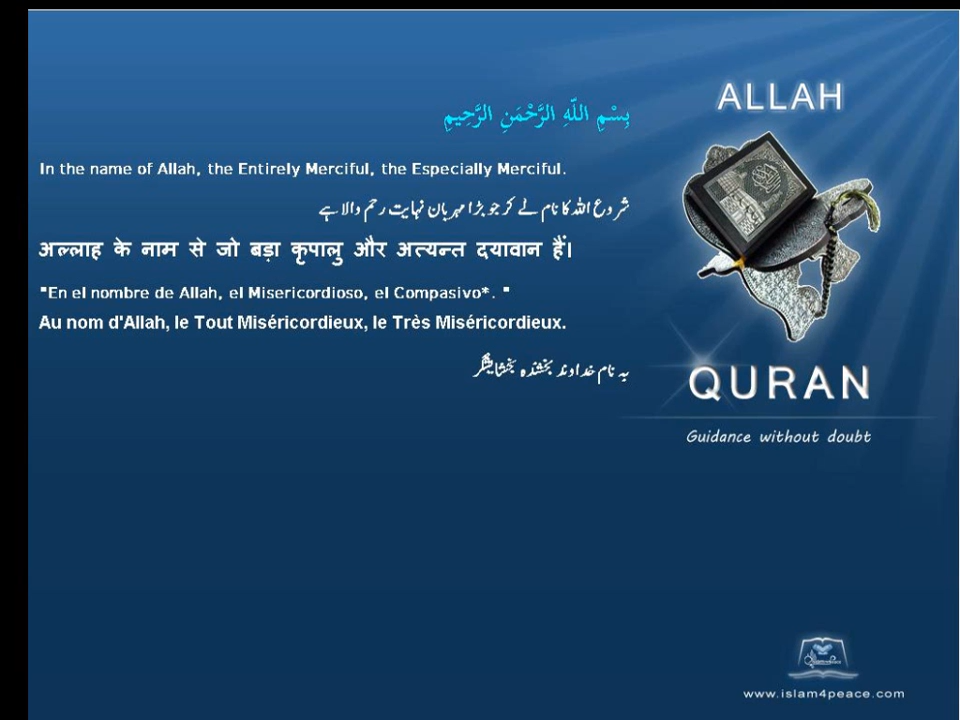 بِسْمِ اللَّهِ الرَّحْمَنِ الرَّحِيمِ
In the name of Allah, the Entirely Merciful, the Especially Merciful.
شروع الله کا نام لے کر جو بڑا مہربان نہایت رحم والا ہے
अल्लाह के नाम से जो बड़ा कृपालु और अत्यन्त दयावान हैं।
"En el nombre de Allah, el Misericordioso, el Compasivo*. "
Au nom d'Allah, le Tout Miséricordieux, le Très Miséricordieux.
به نام خداوند بخشنده بخشایشگر
ALLAH
QURAN
Guidance without doubt
www.islam4peace.com